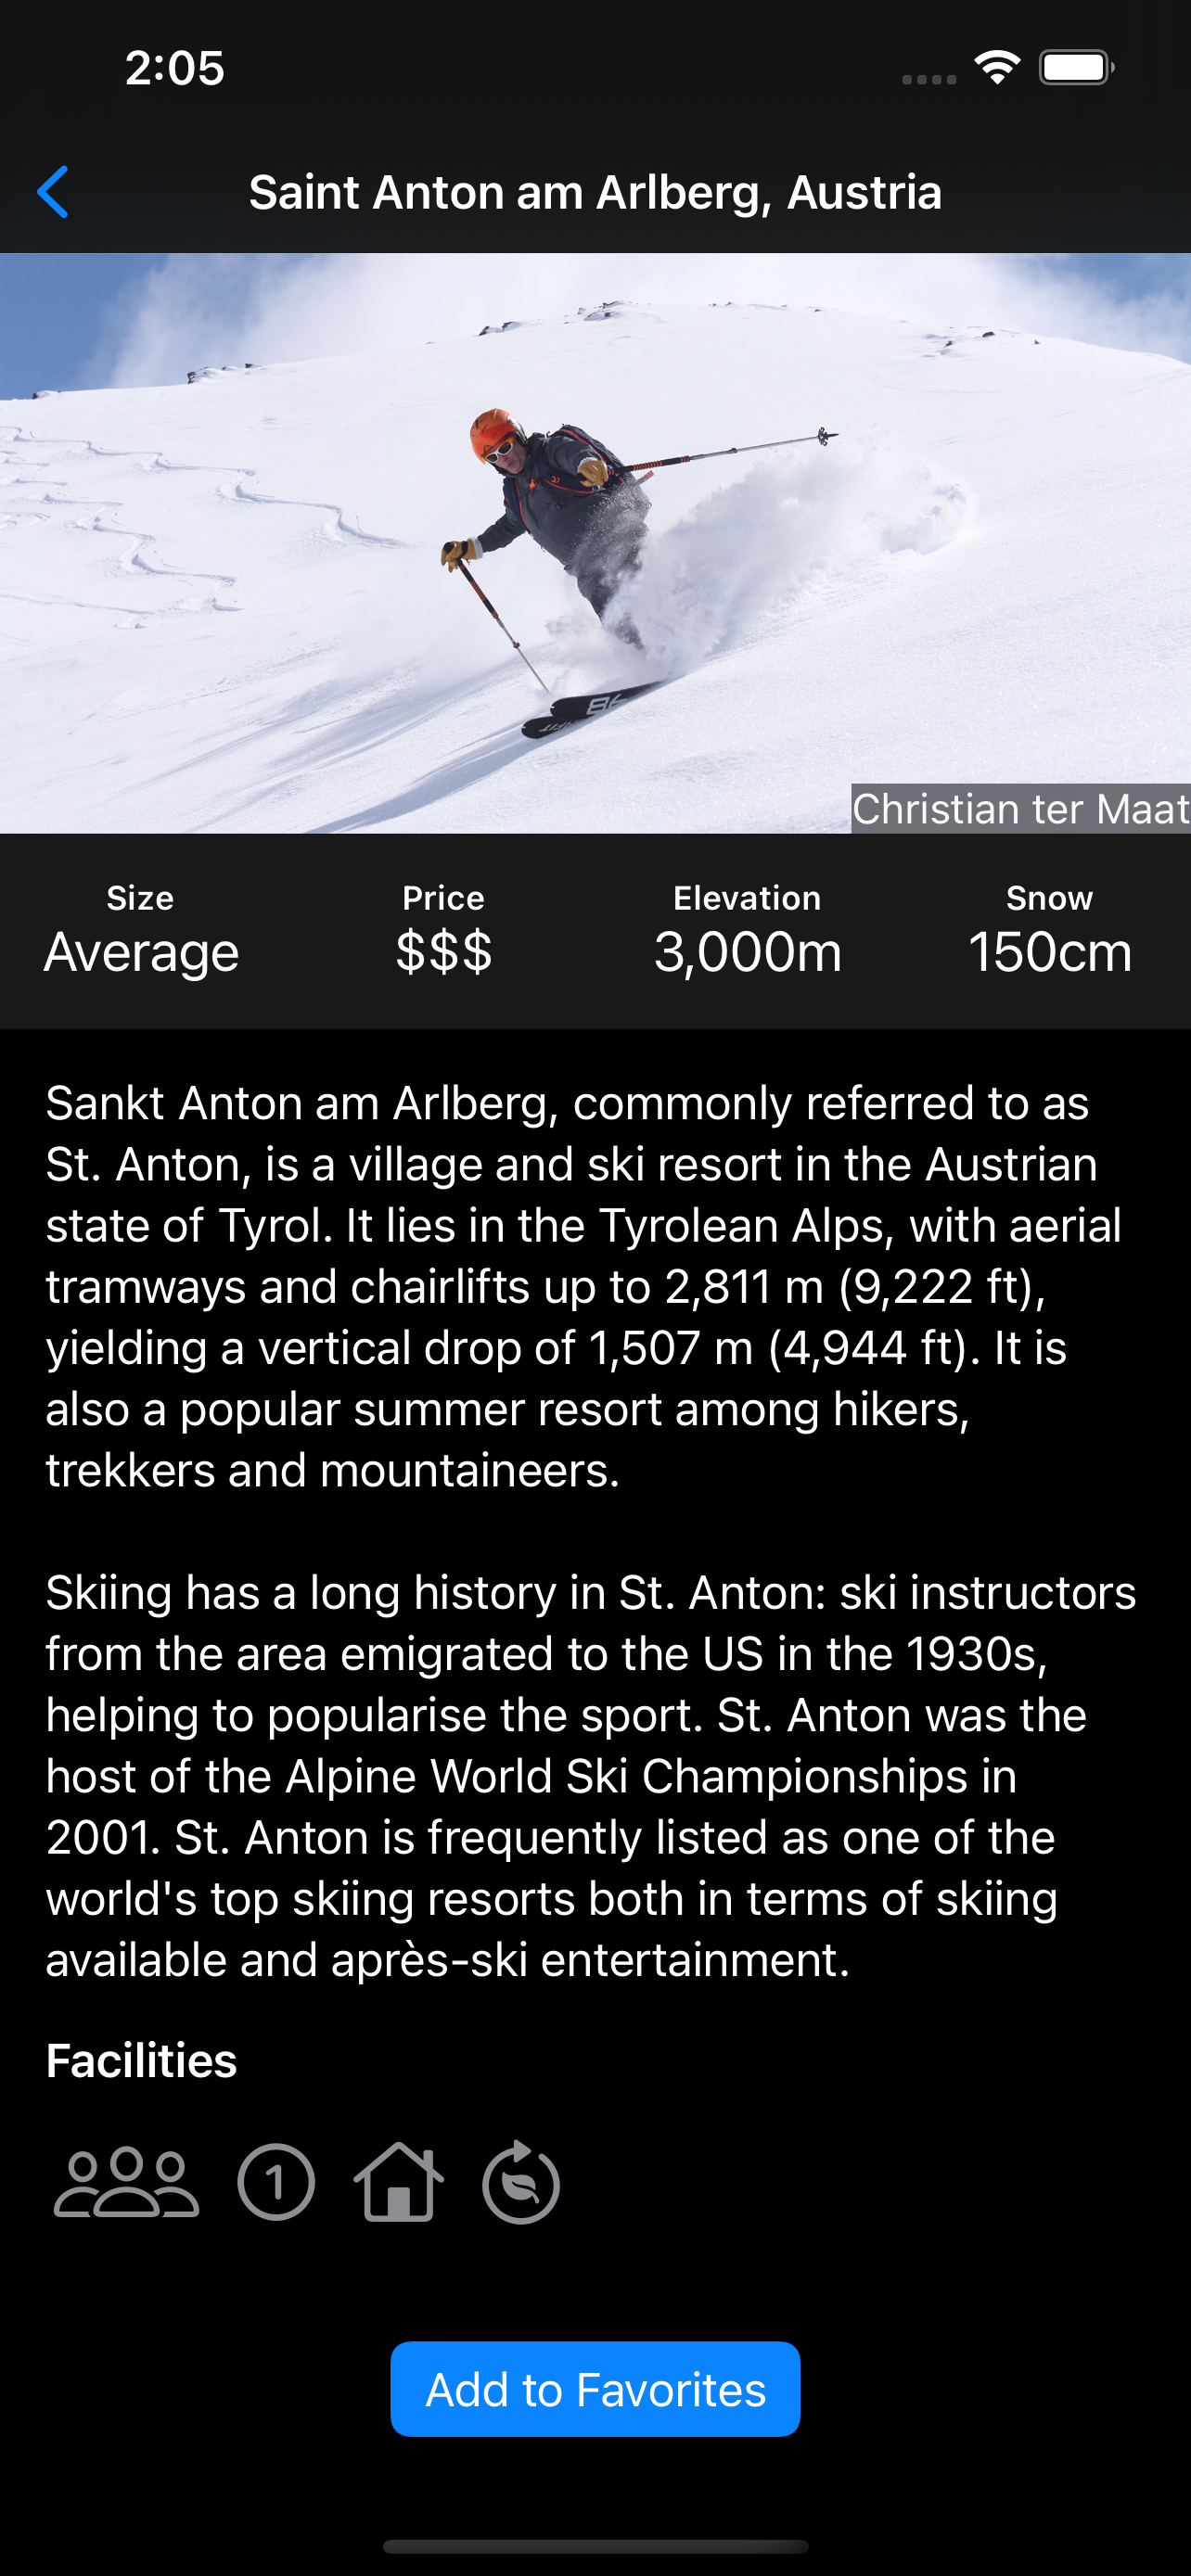 2:05
Saint Anton am Arlberg, Austria
86
Christian ter Maat
Size
Average
Price
$$$
Elevation
3,000m
Snow
150cm
Sankt Anton am Arlberg, commonly referred to as
St. Anton, is a village and ski resort in the Austrian
state of Tyrol. It lies in the Tyrolean Alps, with aerial
tramways and chairlifts up to 2,811 m (9,222 ft),
yielding a vertical drop of 1,507 m (4,944 ft). It is
also a popular summer resort among hikers,
trekkers and mountaineers.
Skiing has a long history in St. Anton: ski instructors
from the area emigrated to the US in the 1930s,
helping to popularise the sport. St. Anton was the
host of the Alpine World Ski Championships in
2001. St. Anton is frequently listed as one of the
world's top skiing resorts both in terms of skiing
available and après-ski entertainment.
Facilities
1
Add to Favorites